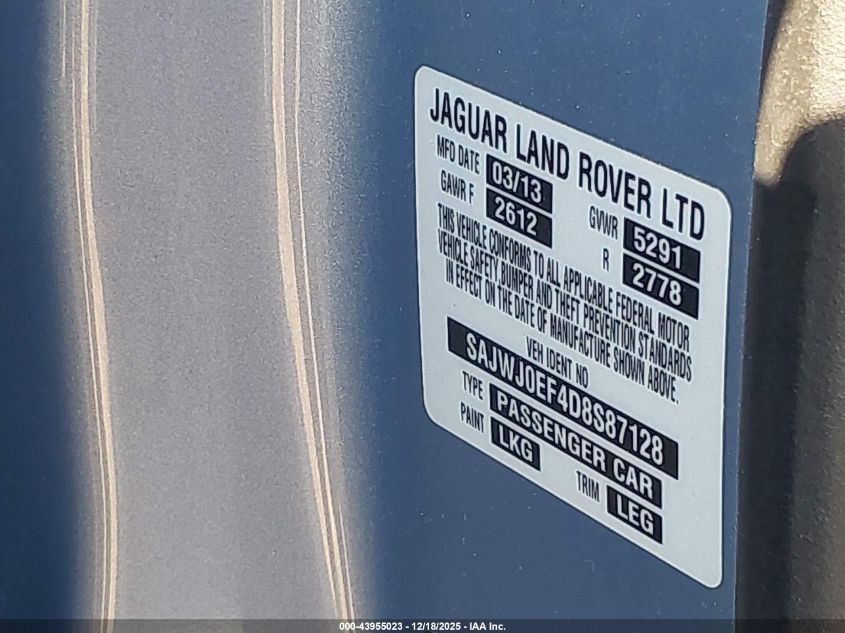 JAGUAR LAND ROVER LTD
MFD DATE 03/13 GVWR 5291
GAWR F 2612 R 2778
THIS VEHICLE CONFORMS TO ALL APPLICABLE FEDERAL MOTOR
VEHICLE SAFETY, BUMPER AND THEFT PREVENTION STANDARDS
IN EFFECT ON THE DATE OF MANUFACTURE SHOWN ABOVE.
VEH IDENT NO
SAJWJ0EF4D8S87128
TYPE PASSENGER CAR
PAINT LKG TRIM LEG
000-43955023 - 12/18/2025 - IAA Inc.